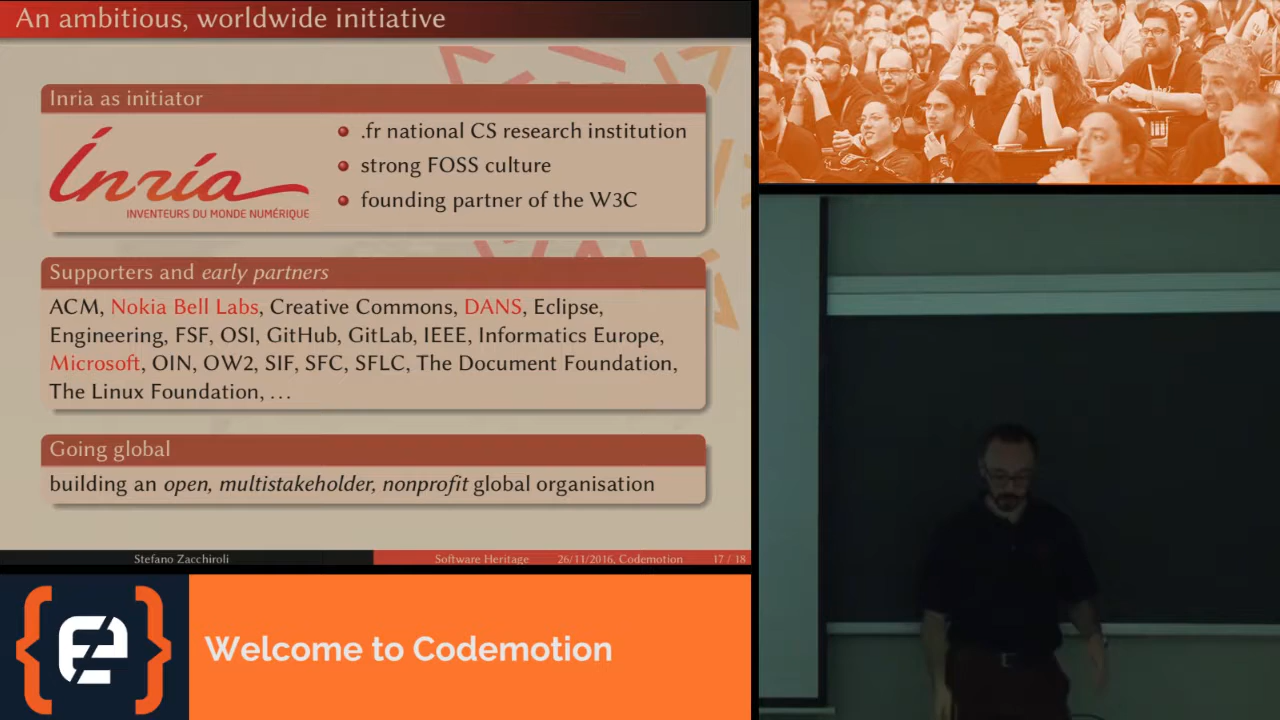 An ambitious, worldwide initiative
Inria as initiator
Inria
INVENTEURS DU MONDE NUMÉRIQUE
.fr national CS research institution
strong FOSS culture
founding partner of the W3C
Supporters and early partners
ACM, Nokia Bell Labs, Creative Commons, DANS, Eclipse,
Engineering, FSF, OSI, GitHub, GitLab, IEEE, Informatics Europe,
Microsoft, OIN, OW2, SIF, SFC, SFLC, The Document Foundation,
The Linux Foundation, ...
Going global
building an open, multistakeholder, nonprofit global organisation
Stefano Zacchiroli
Software Heritage
26/11/2016, Codemotion
17 / 18
Welcome to Codemotion